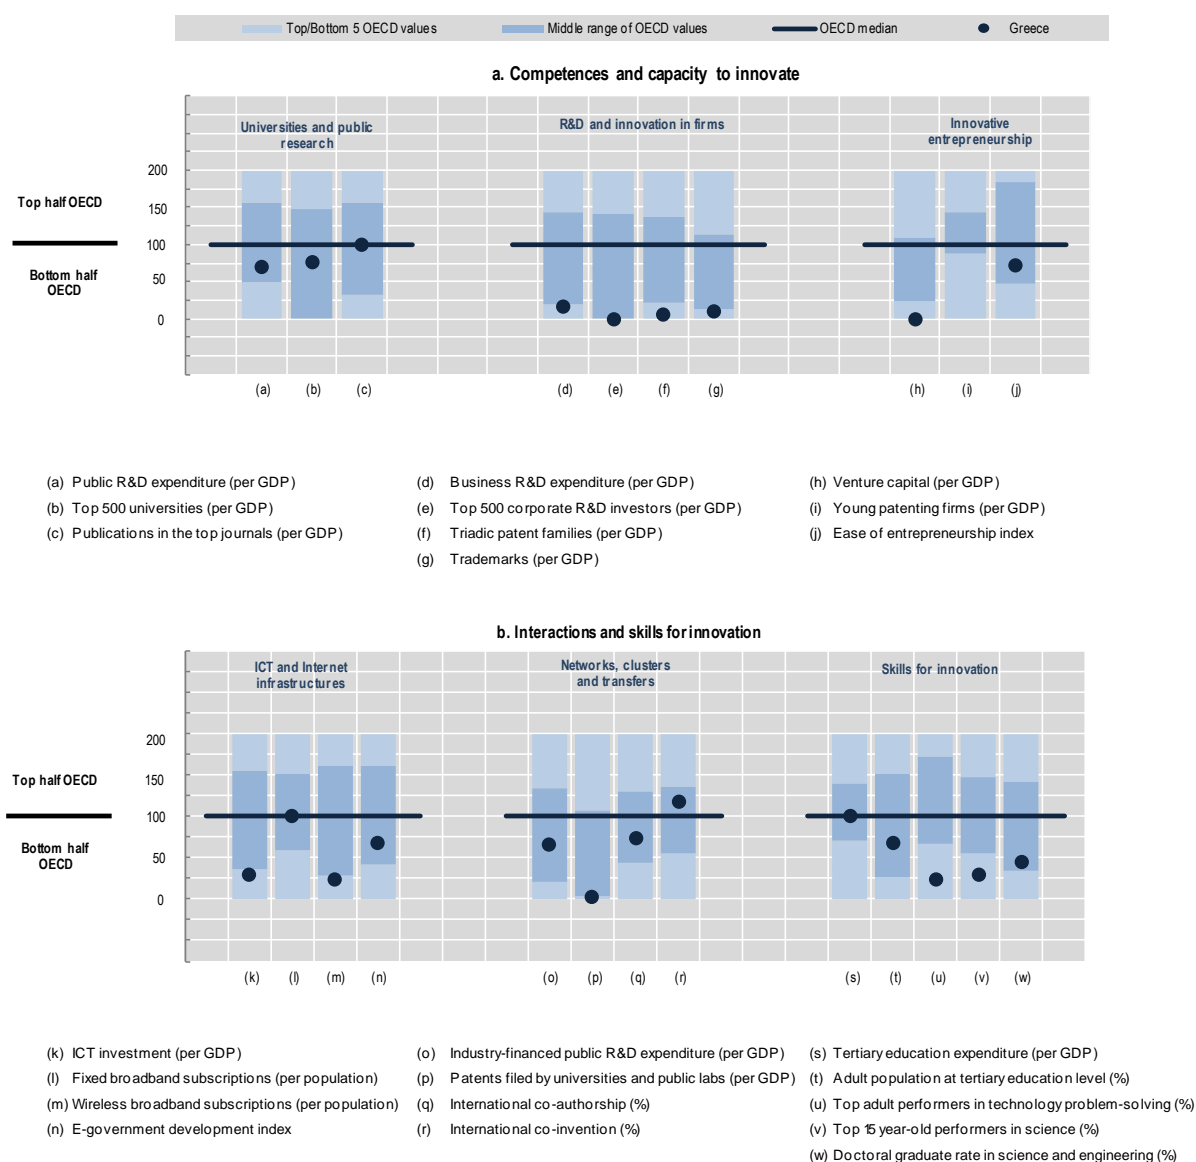 Top/Bottom 5 OECD values Middle range of OECD values OECD median Greece
a. Competences and capacity to innovate
Universities and public
research
R&D and innovation in firms
Innovative
entrepreneurship
200
150
100
50
0
Top half OECD
Bottom half
OECD
(a) (b) (c) (d) (e) (f) (g) (h) (i) (j)
(a) Public R&D expenditure (per GDP)
(b) Top 500 universities (per GDP)
(c) Publications in the top journals (per GDP)
(d) Business R&D expenditure (per GDP)
(e) Top 500 corporate R&D investors (per GDP)
(f) Triadic patent families (per GDP)
(g) Trademarks (per GDP)
(h) Venture capital (per GDP)
(i) Young patenting firms (per GDP)
(j) Ease of entrepreneurship index
b. Interactions and skills for innovation
ICT and Internet
infrastructures
Networks, clusters
and transfers
Skills for innovation
200
150
100
50
0
Top half OECD
Bottom half
OECD
(k) (l) (m) (n) (o) (p) (q) (r) (s) (t) (u) (v) (w)
(k) ICT investment (per GDP)
(l) Fixed broadband subscriptions (per population)
(m) Wireless broadband subscriptions (per population)
(n) E-government development index
(o) Industry-financed public R&D expenditure (per GDP)
(p) Patents filed by universities and public labs (per GDP)
(q) International co-authorship (%)
(r) International co-invention (%)
(s) Tertiary education expenditure (per GDP)
(t) Adult population at tertiary education level (%)
(u) Top adult performers in technology problem-solving (%)
(v) Top 15 year-old performers in science (%)
(w) Doctoral graduate rate in science and engineering (%)